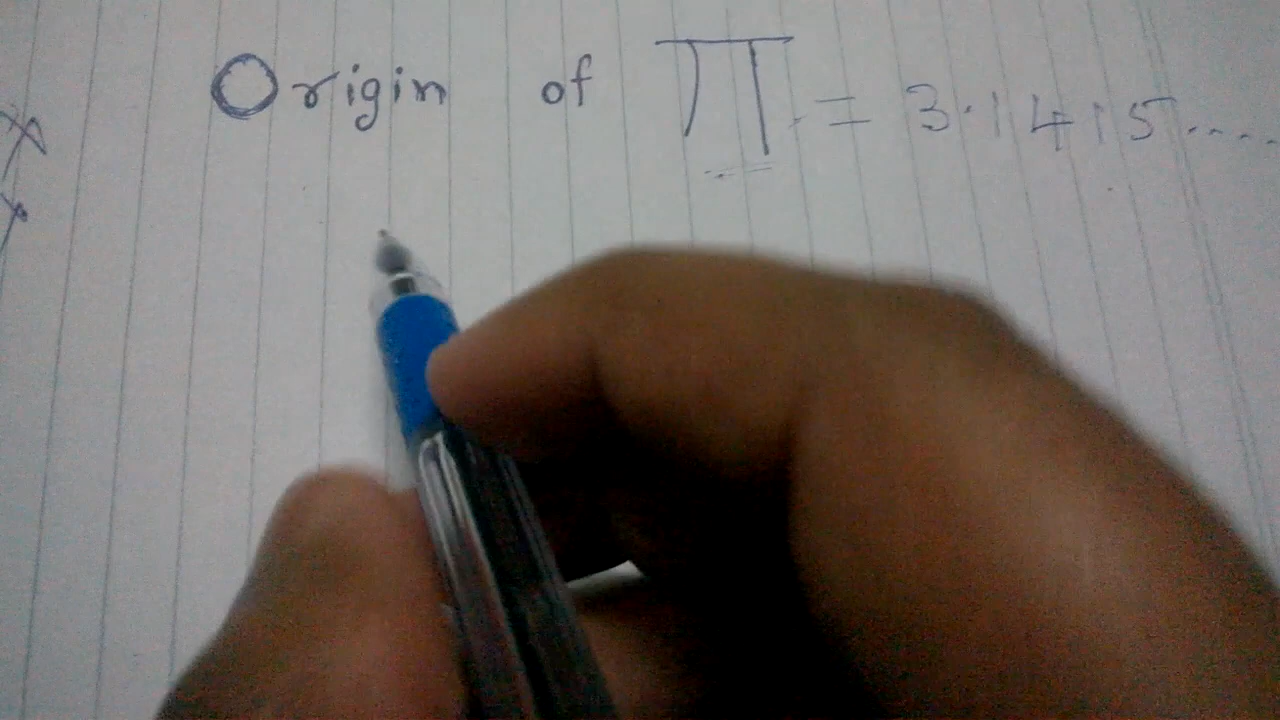 Origin of π = 3.1415....